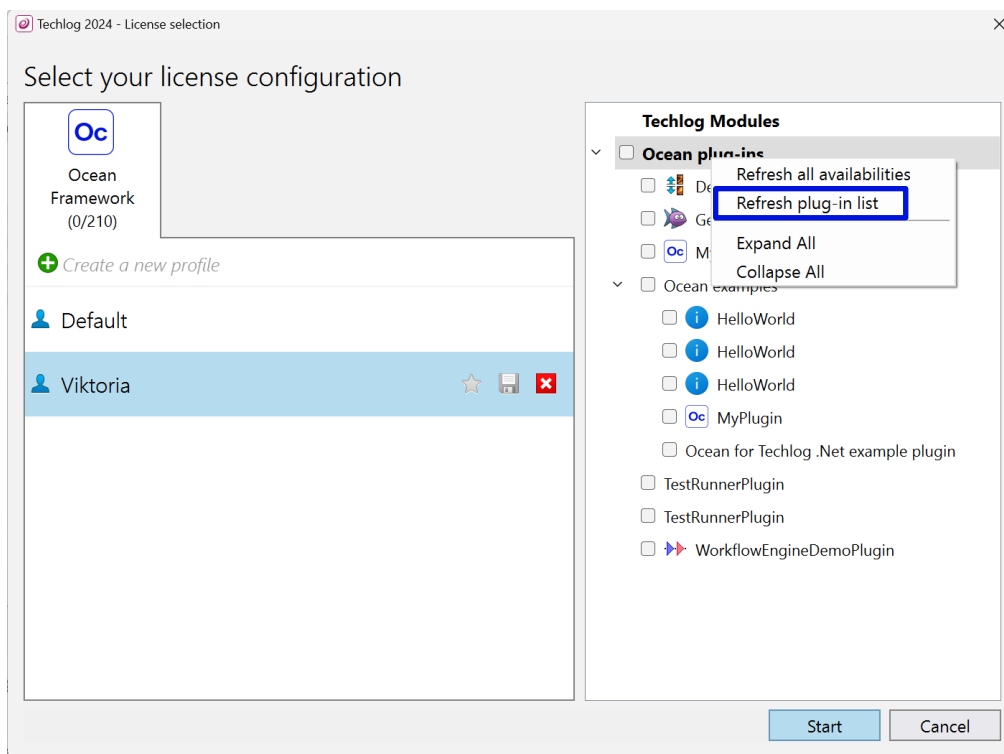 Techlog 2024 - License selection
Select your license configuration
Oc
Ocean
Framework
(0/210)
Create a new profile
Default
Viktoria
Techlog Modules
Ocean plug-ins
Refresh all availabilities
Refresh plug-in list
Expand All
Collapse All
De
Ge
Oc M
Ocean examples
i HelloWorld
i HelloWorld
i HelloWorld
Oc MyPlugin
Ocean for Techlog .Net example plugin
TestRunnerPlugin
TestRunnerPlugin
WorkflowEngineDemoPlugin
Start
Cancel